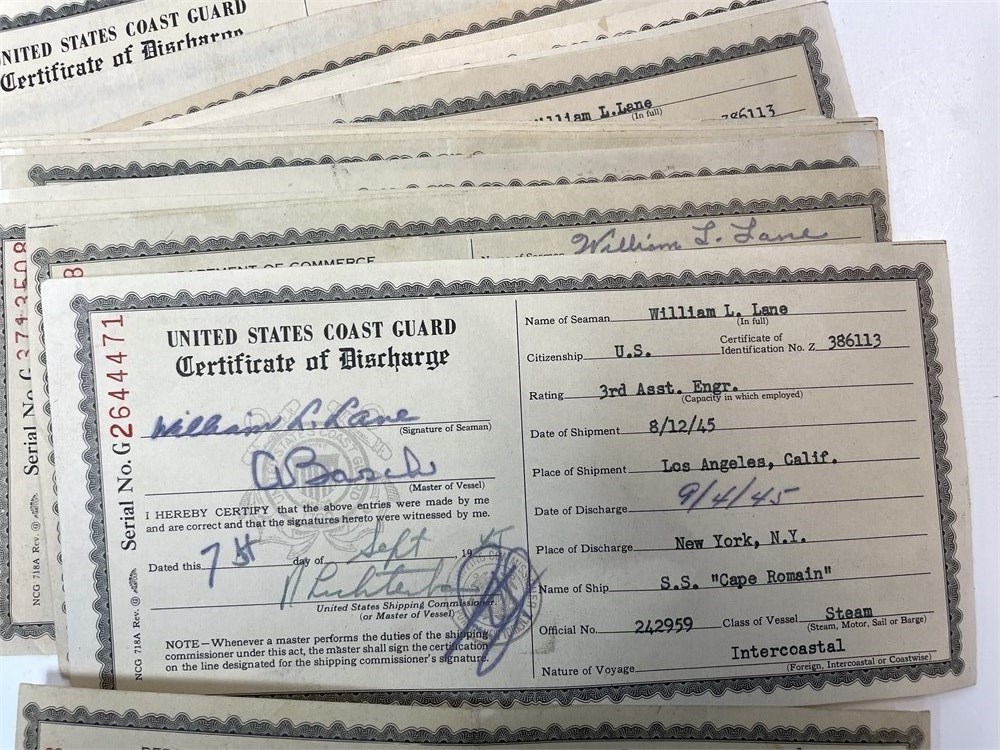 UNITED STATES COAST GUARD
Certificate of Discharge
William L. Lane
(In full)
386113
William L. Lane
Serial No. G 3713508
NCG 718A Rev.
OF COMMERCE
Serial No. G2644471
NCG 718A Rev.
UNITED STATES COAST GUARD
Certificate of Discharge
William L. Lane
(Signature of Seaman)
(Master of Vessel)
I HEREBY CERTIFY that the above entries were made by me
and are correct and that the signatures hereto were witnessed by me.
Dated this 7th day of Sept, 1945
United States Shipping Commissioner.
(or Master of Vessel)
NOTE—Whenever a master performs the duties of the shipping
commissioner under this act, the master shall sign the certification
on the line designated for the shipping commissioner's signature.
Name of Seaman William L. Lane
(In full)
Citizenship U.S. Certificate of
Identification No. Z 386113
Rating 3rd Asst. Engr.
(Capacity in which employed)
Date of Shipment 8/12/45
Place of Shipment Los Angeles, Calif.
Date of Discharge 9/4/45
Place of Discharge New York, N.Y.
Name of Ship S.S. "Cape Romain"
Official No. 242959 Class of Vessel Steam
(Steam, Motor, Sail or Barge)
Nature of Voyage Intercoastal
(Foreign, Intercoastal or Coastwise)